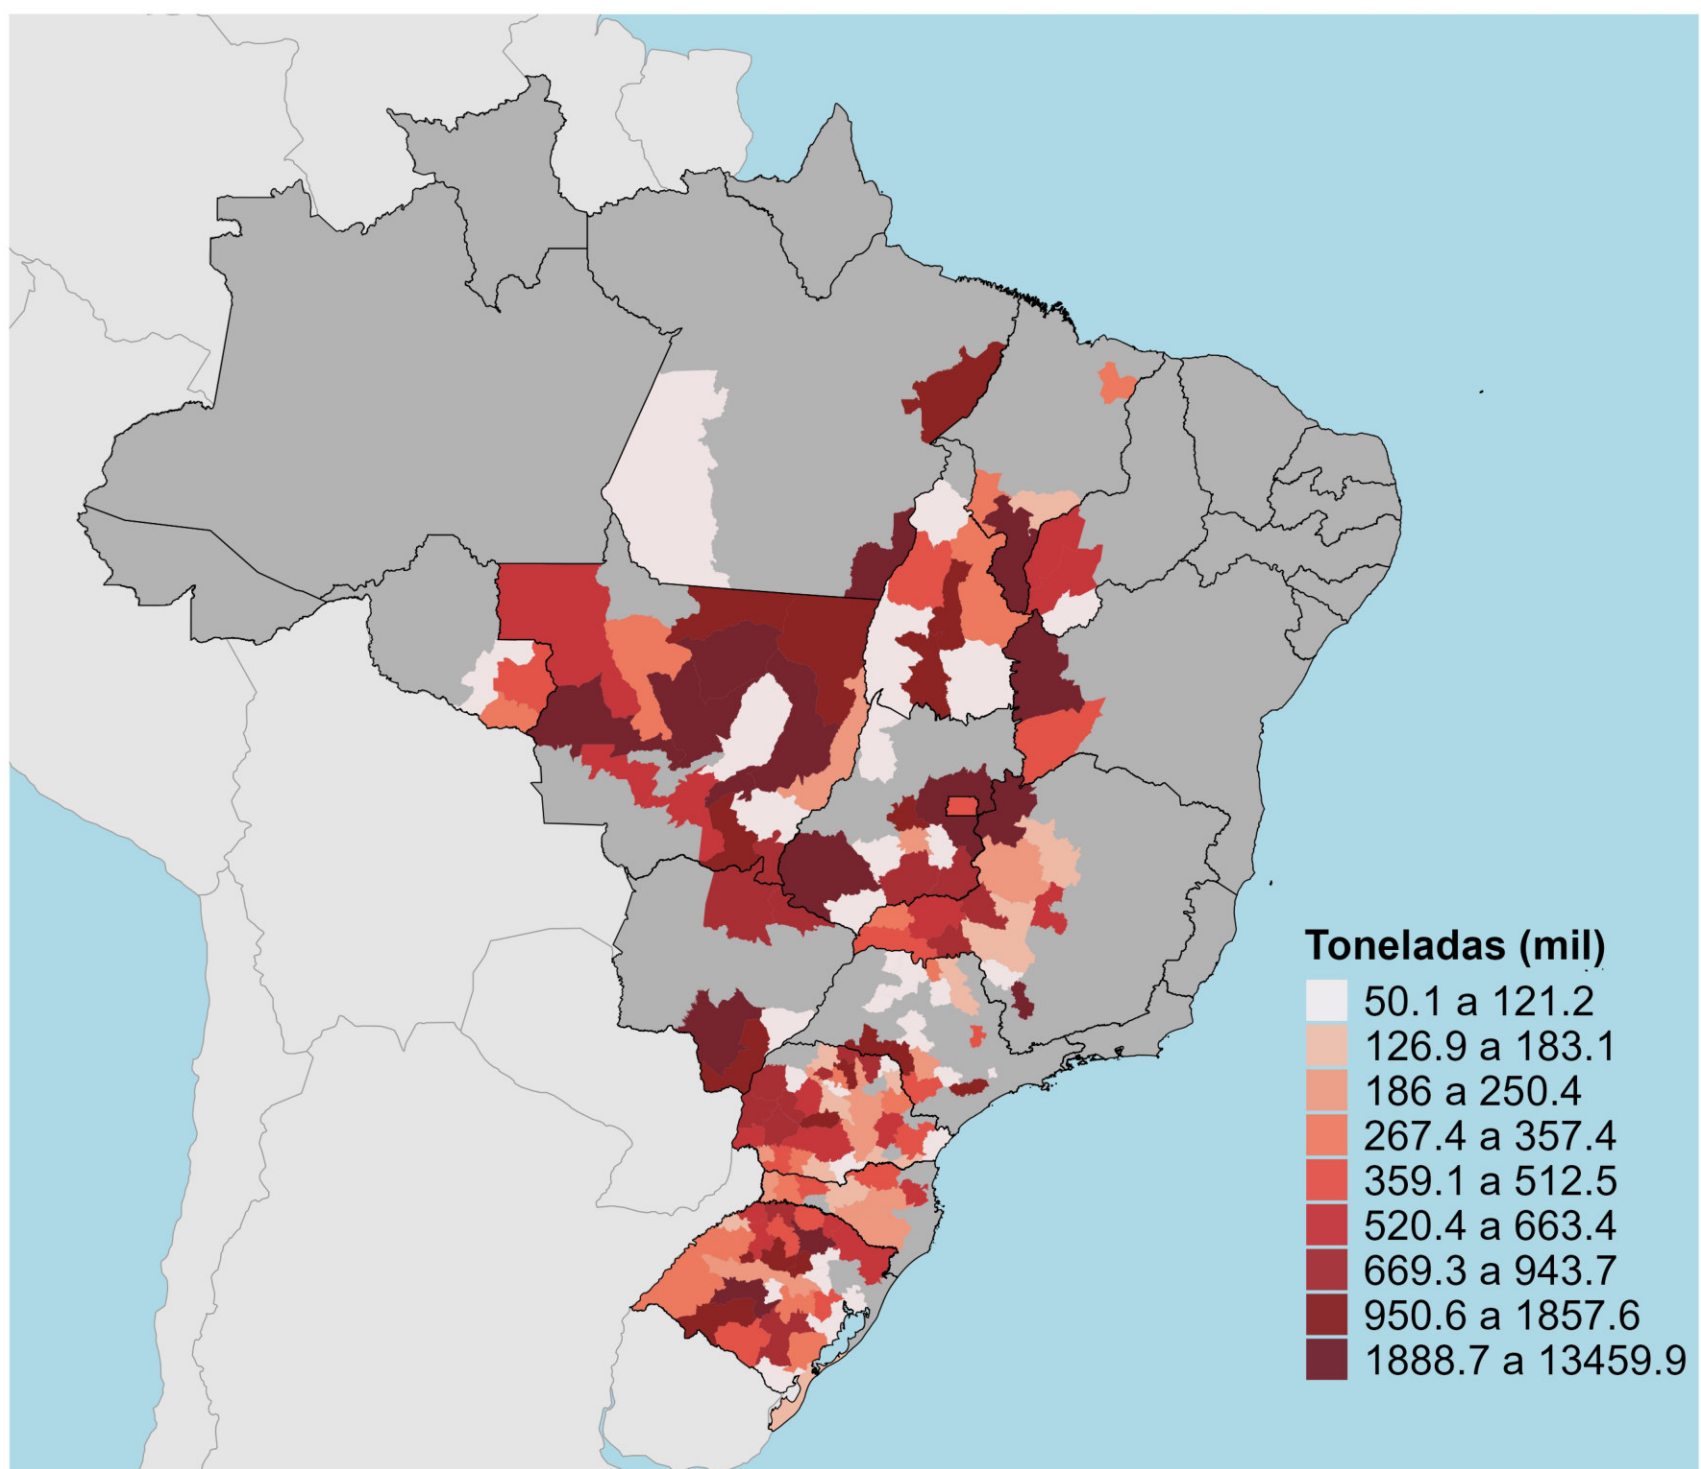 Toneladas (mil)
50.1 a 121.2
126.9 a 183.1
186 a 250.4
267.4 a 357.4
359.1 a 512.5
520.4 a 663.4
669.3 a 943.7
950.6 a 1857.6
1888.7 a 13459.9